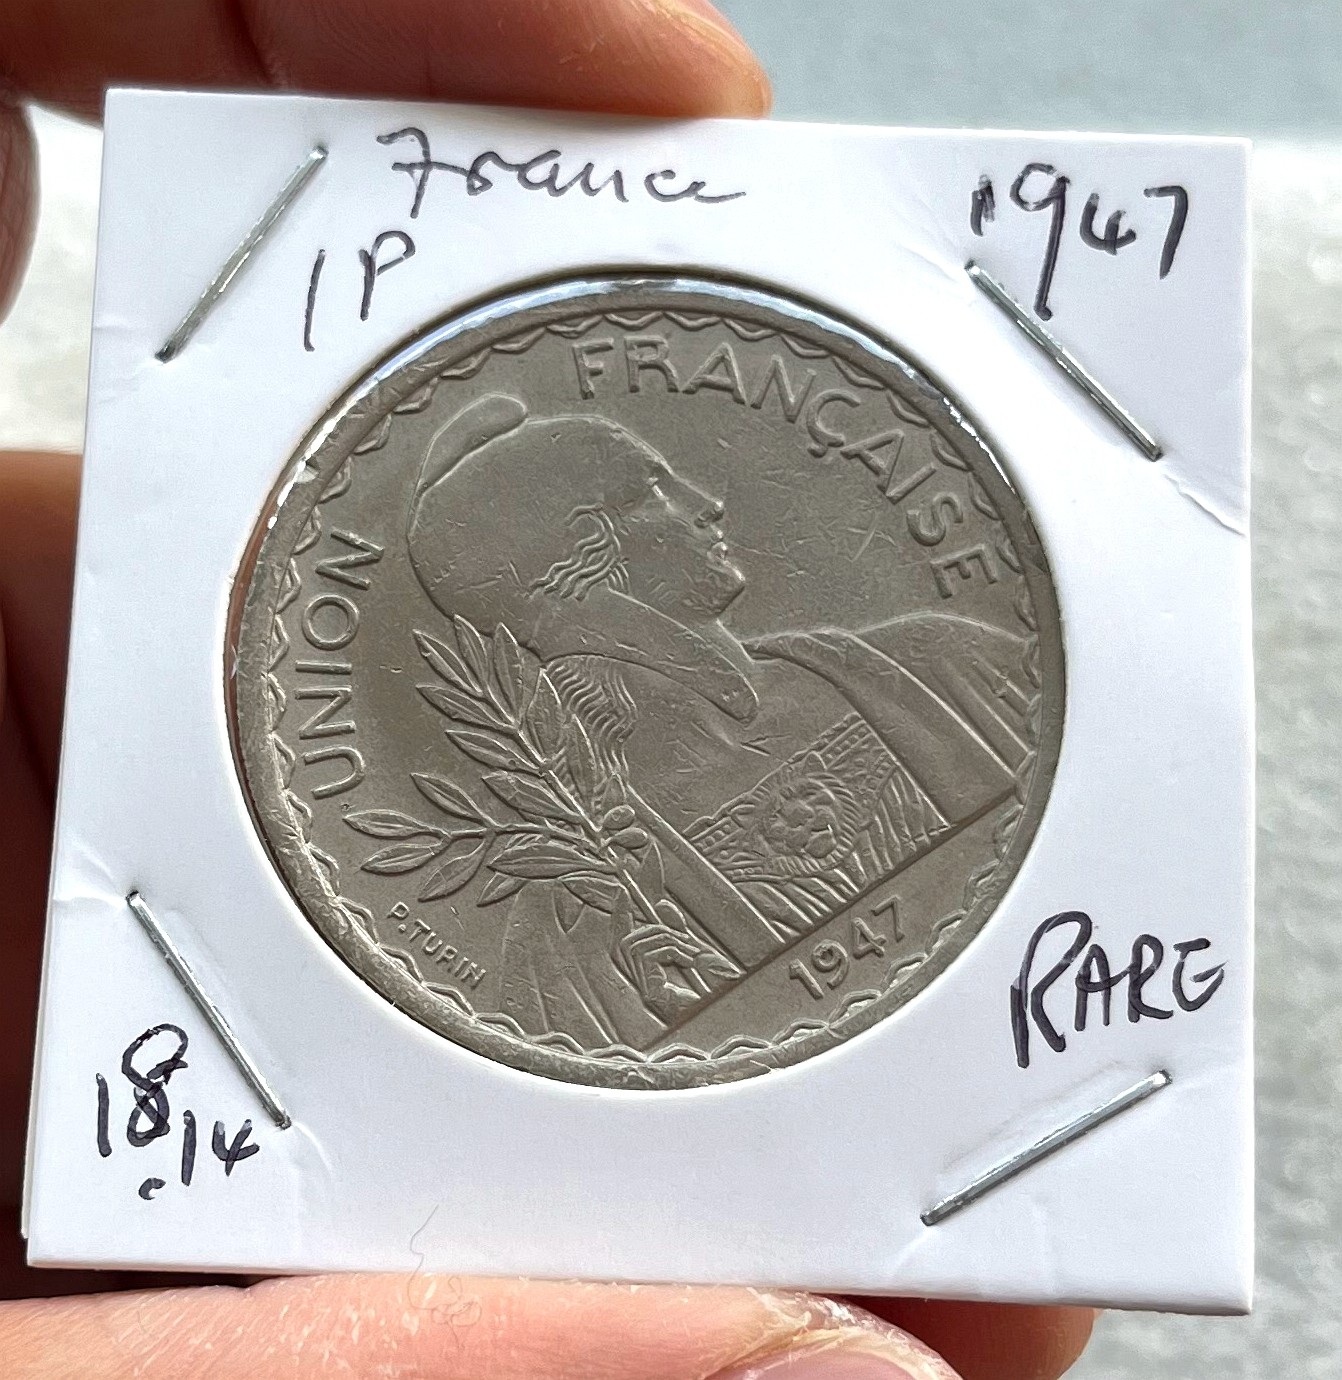 France
1947
1P
UNION FRANÇAISE
P.TURIN
1947
RARE
18.14